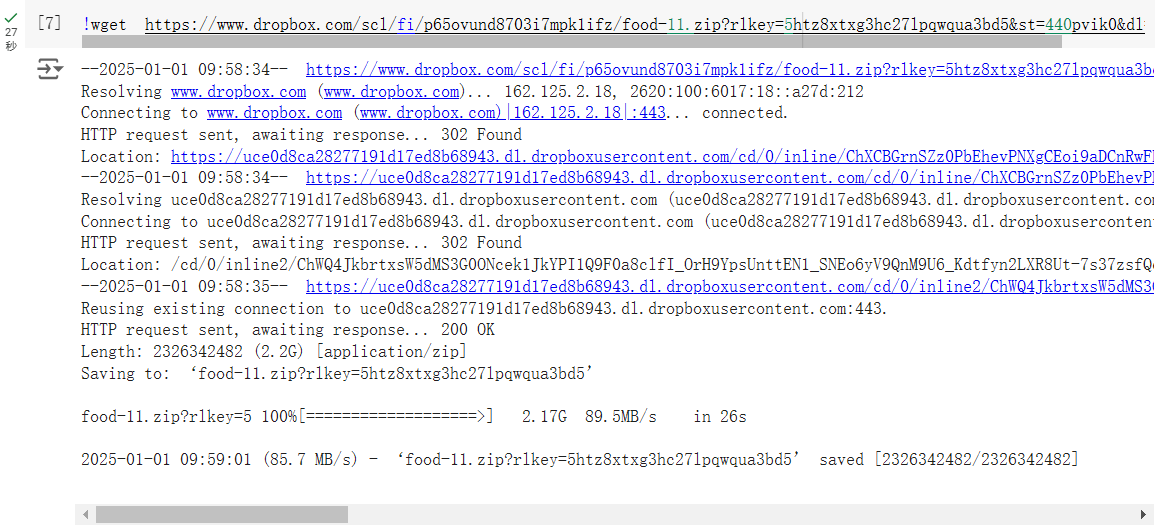 [7] !wget https://www.dropbox.com/scl/fi/p65ovund8703i7mpk1ifz/food-11.zip?rlkey=5htz8xtxg3hc27lpqwqua3bd5&st=440pvik0&dl=
27
秒
--2025-01-01 09:58:34-- https://www.dropbox.com/scl/fi/p65ovund8703i7mpk1ifz/food-11.zip?rlkey=5htz8xtxg3hc27lpqwqua3b
Resolving www.dropbox.com (www.dropbox.com)... 162.125.2.18, 2620:100:6017:18::a27d:212
Connecting to www.dropbox.com (www.dropbox.com)|162.125.2.18|:443... connected.
HTTP request sent, awaiting response... 302 Found
Location: https://uce0d8ca28277191d17ed8b68943.dl.dropboxusercontent.com/cd/0/inline/ChXCBGrnSZz0PbEhevPNXgCEoi9aDCnRwF
--2025-01-01 09:58:34-- https://uce0d8ca28277191d17ed8b68943.dl.dropboxusercontent.com/cd/0/inline/ChXCBGrnSZz0PbEhevP
Resolving uce0d8ca28277191d17ed8b68943.dl.dropboxusercontent.com (uce0d8ca28277191d17ed8b68943.dl.dropboxusercontent.co
Connecting to uce0d8ca28277191d17ed8b68943.dl.dropboxusercontent.com (uce0d8ca28277191d17ed8b68943.dl.dropboxusercontent
HTTP request sent, awaiting response... 302 Found
Location: /cd/0/inline2/ChWQ4JkbrtxsW5dMS3G0ONcek1JkYPI1Q9F0a8clfI_OrH9YpsUnttEN1_SNEo6yV9QnM9U6_Kdtfyn2LXR8Ut-7s37zsfQ
--2025-01-01 09:58:35-- https://uce0d8ca28277191d17ed8b68943.dl.dropboxusercontent.com/cd/0/inline2/ChWQ4JkbrtxsW5dMS3
Reusing existing connection to uce0d8ca28277191d17ed8b68943.dl.dropboxusercontent.com:443.
HTTP request sent, awaiting response... 200 OK
Length: 2326342482 (2.2G) [application/zip]
Saving to: ‘food-11.zip?rlkey=5htz8xtxg3hc27lpqwqua3bd5’
food-11.zip?rlkey=5 100%[===================>] 2.17G 89.5MB/s in 26s
2025-01-01 09:59:01 (85.7 MB/s) - ‘food-11.zip?rlkey=5htz8xtxg3hc27lpqwqua3bd5’ saved [2326342482/2326342482]